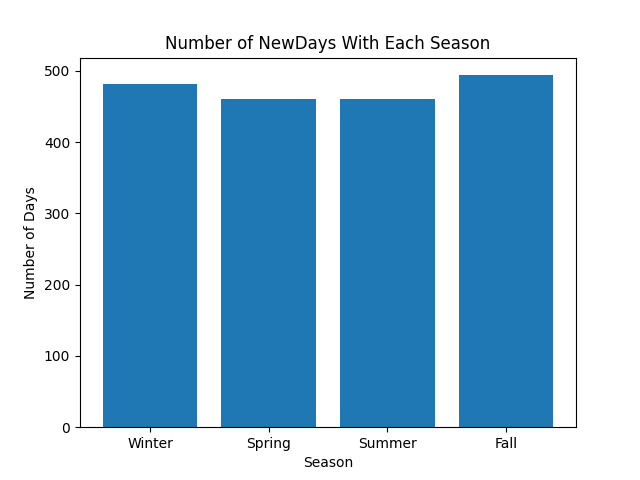 Number of NewDays With Each Season
500
400
300
200
100
0
Number of Days
Winter Spring Summer Fall
Season